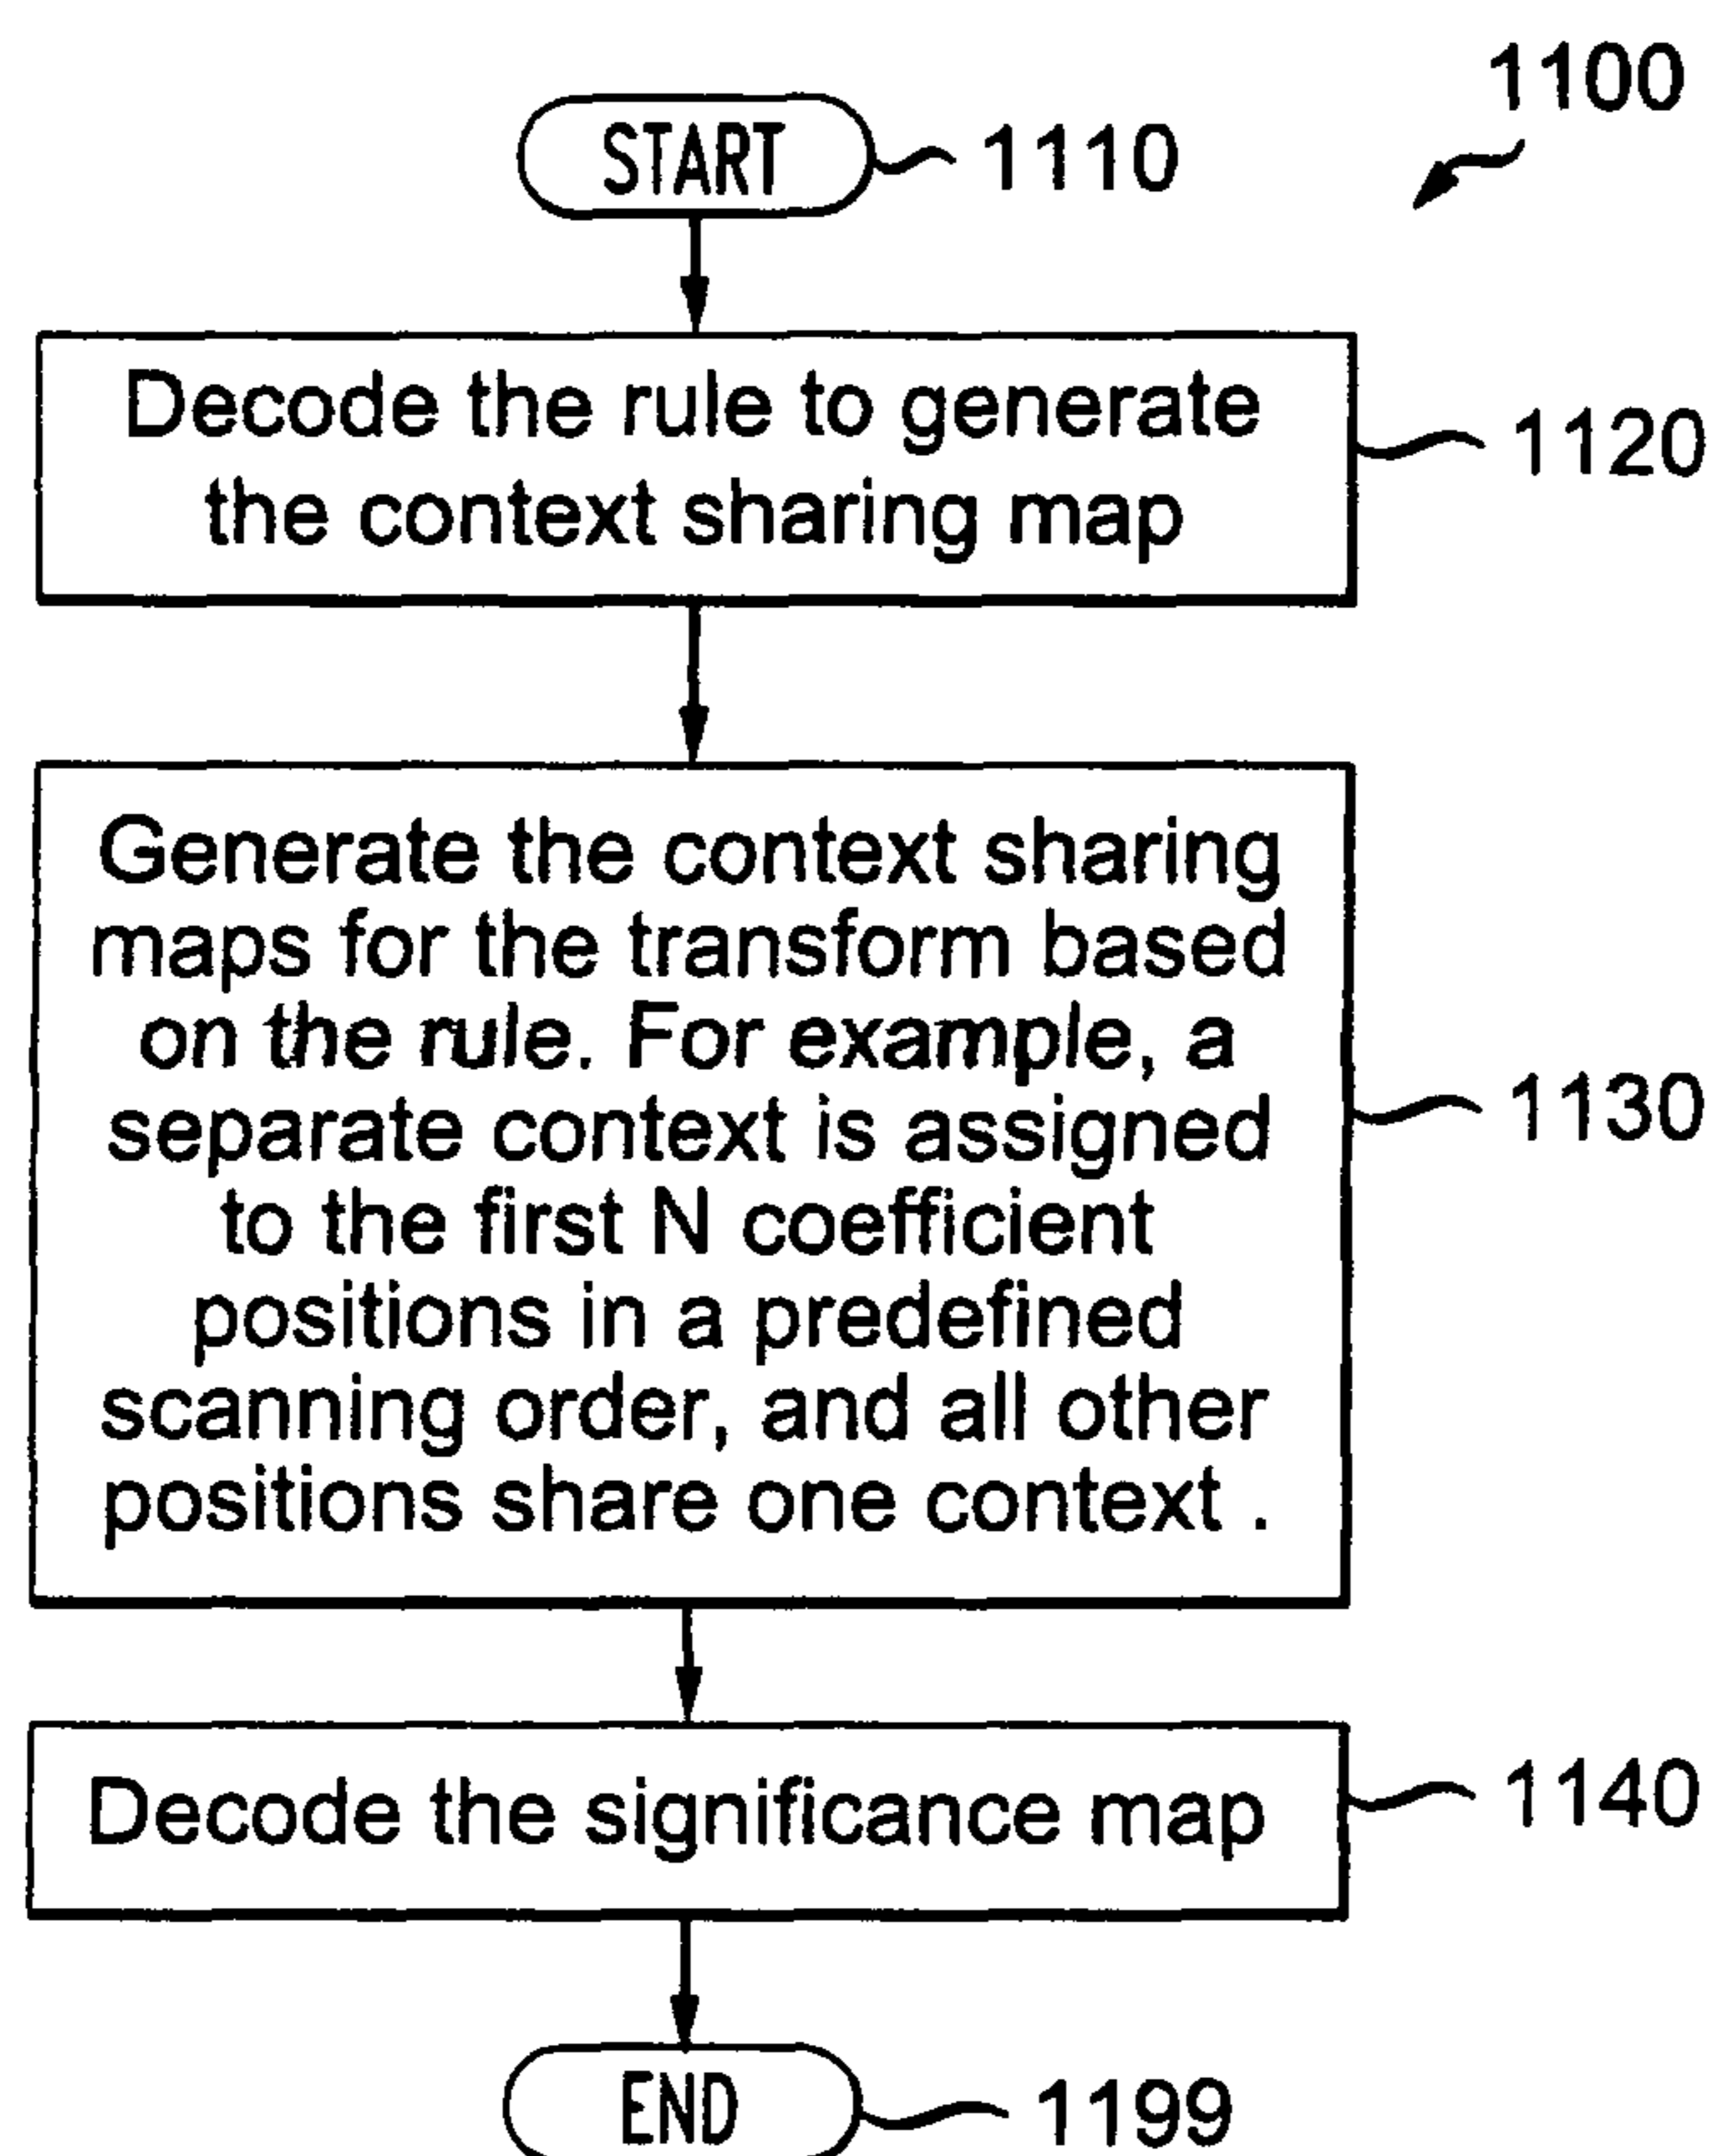 1100
START 1110
Decode the rule to generate
the context sharing map
1120
Generate the context sharing
maps for the transform based
on the rule. For example, a
separate context is assigned
to the first N coefficient
positions in a predefined
scanning order, and all other
positions share one context .
1130
Decode the significance map 1140
END 1199